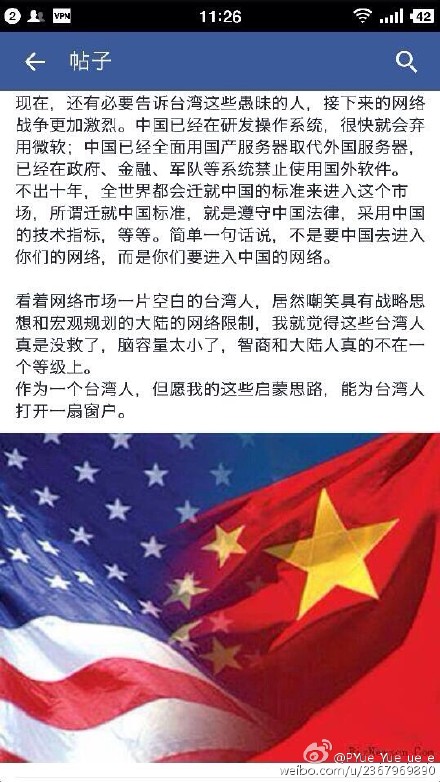 2 VPN 11:26 42
帖子
现在，还有必要告诉台湾这些愚昧的人，接下来的网络
战争更加激烈。中国已经在研发操作系统，很快就会弃
用微软；中国已经全面用国产服务器取代外国服务器，
已经在政府、金融、军队等系统禁止使用国外软件。
不出十年，全世界都会迁就中国的标准来进入这个市
场，所谓迁就中国标准，就是遵守中国法律，采用中国
的技术指标，等等。简单一句话说，不是要中国去进入
你们的网络，而是你们要进入中国的网络。
看着网络市场一片空白的台湾人，居然嘲笑具有战略思
想和宏观规划的大陆的网络限制，我就觉得这些台湾人
真是没救了，脑容量太小了，智商和大陆人真的不在一
个等级上。
作为一个台湾人，但愿我的这些启蒙思路，能为台湾人
打开一扇窗户。
@PYue_Yue_ue_e
weibo.com/u/2367969890